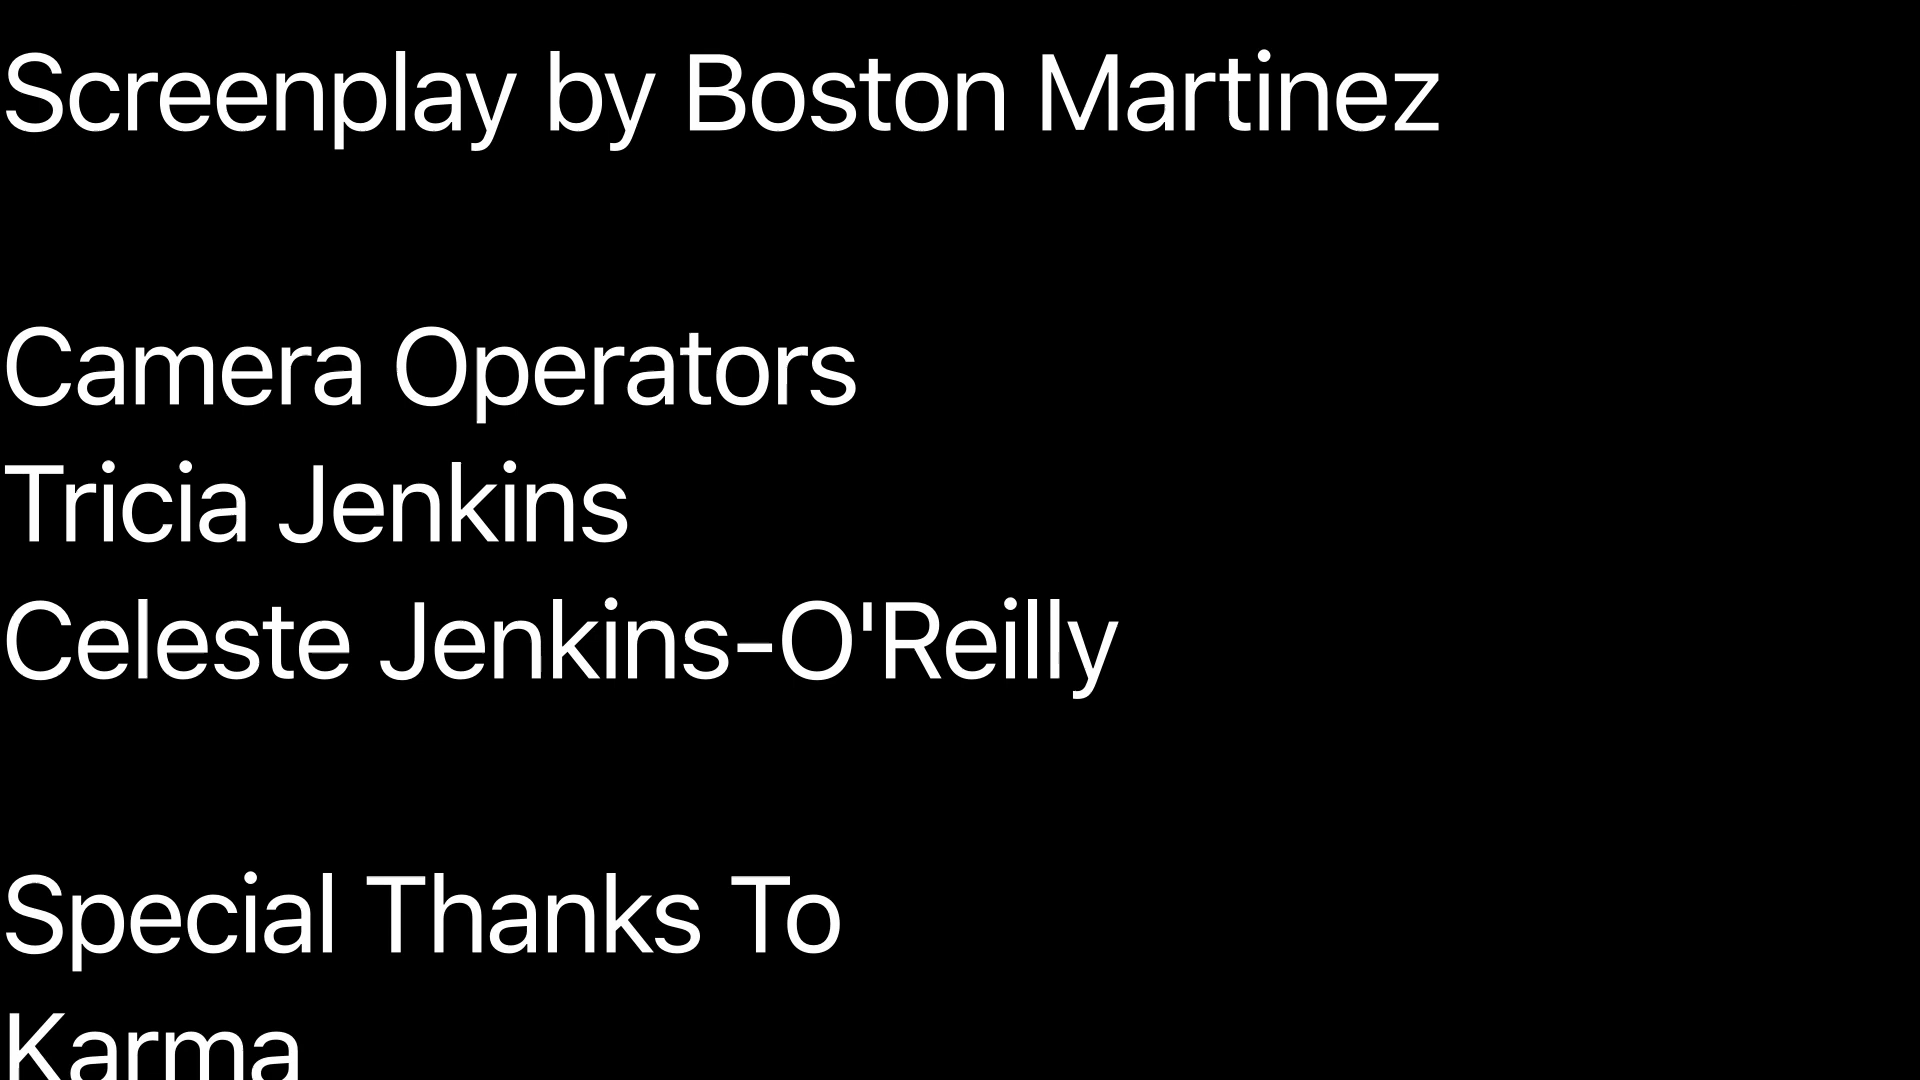 Screenplay by Boston Martinez
Camera Operators
Tricia Jenkins
Celeste Jenkins-O'Reilly
Special Thanks To
Karma